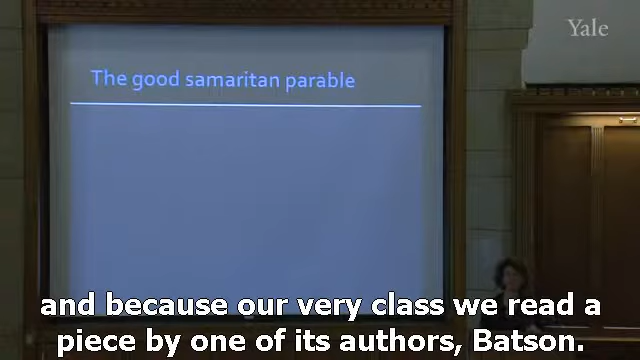 Yale
The good samaritan parable
and because our very class we read a
piece by one of its authors, Batson.